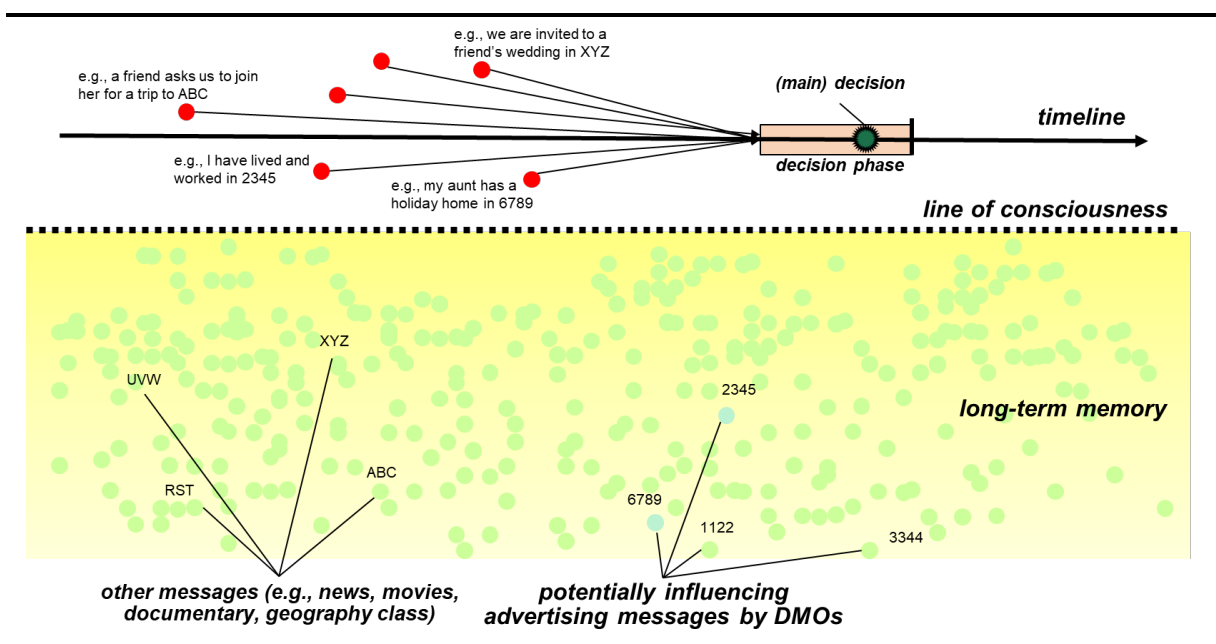 e.g., we are invited to a
friend's wedding in XYZ
e.g., a friend asks us to join
her for a trip to ABC
(main) decision
timeline
e.g., I have lived and
worked in 2345
decision phase
e.g., my aunt has a
holiday home in 6789
line of consciousness
XYZ
UVW
2345
long-term memory
ABC
RST
6789
1122
3344
other messages (e.g., news, movies,
documentary, geography class)
potentially influencing
advertising messages by DMOs